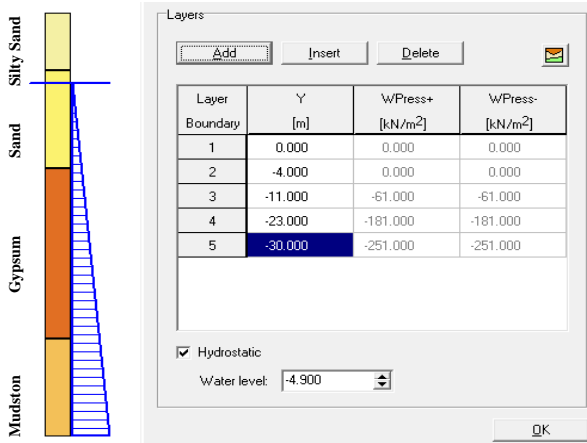 Silty Sand
Sand
Gypsum
Mudston
Layers
Add Insert Delete
Layer Boundary Y [m] WPress+ [kN/m2] WPress- [kN/m2]
1 0.000 0.000 0.000
2 -4.000 0.000 0.000
3 -11.000 -61.000 -61.000
4 -23.000 -181.000 -181.000
5 -30.000 -251.000 -251.000
Hydrostatic
Water level: -4.900
OK